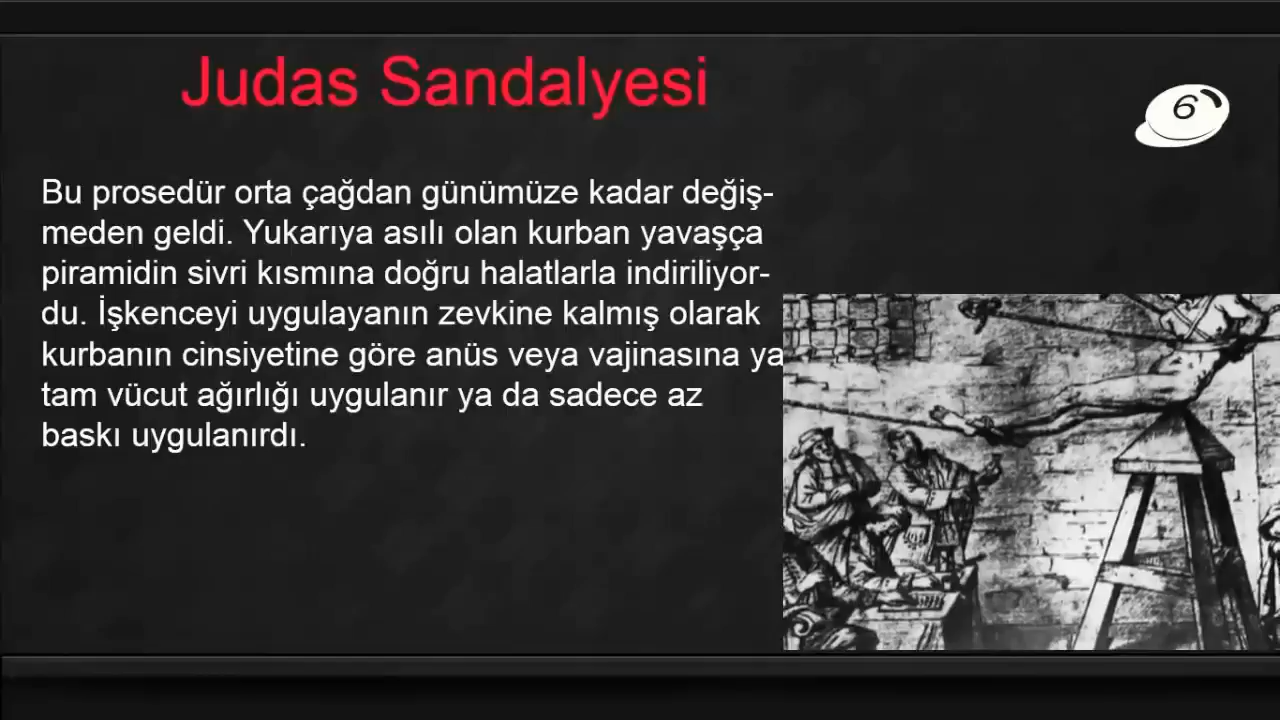 Judas Sandalyesi
6
Bu prosedür orta çağdan günümüze kadar değiş-
meden geldi. Yukarıya asılı olan kurban yavaşça
piramidin sivri kısmına doğru halatlarla indiriliyor-
du. İşkenceyi uygulayanın zevkine kalmış olarak
kurbanın cinsiyetine göre anüs veya vajinasına ya
tam vücut ağırlığı uygulanır ya da sadece az
baskı uygulanırdı.